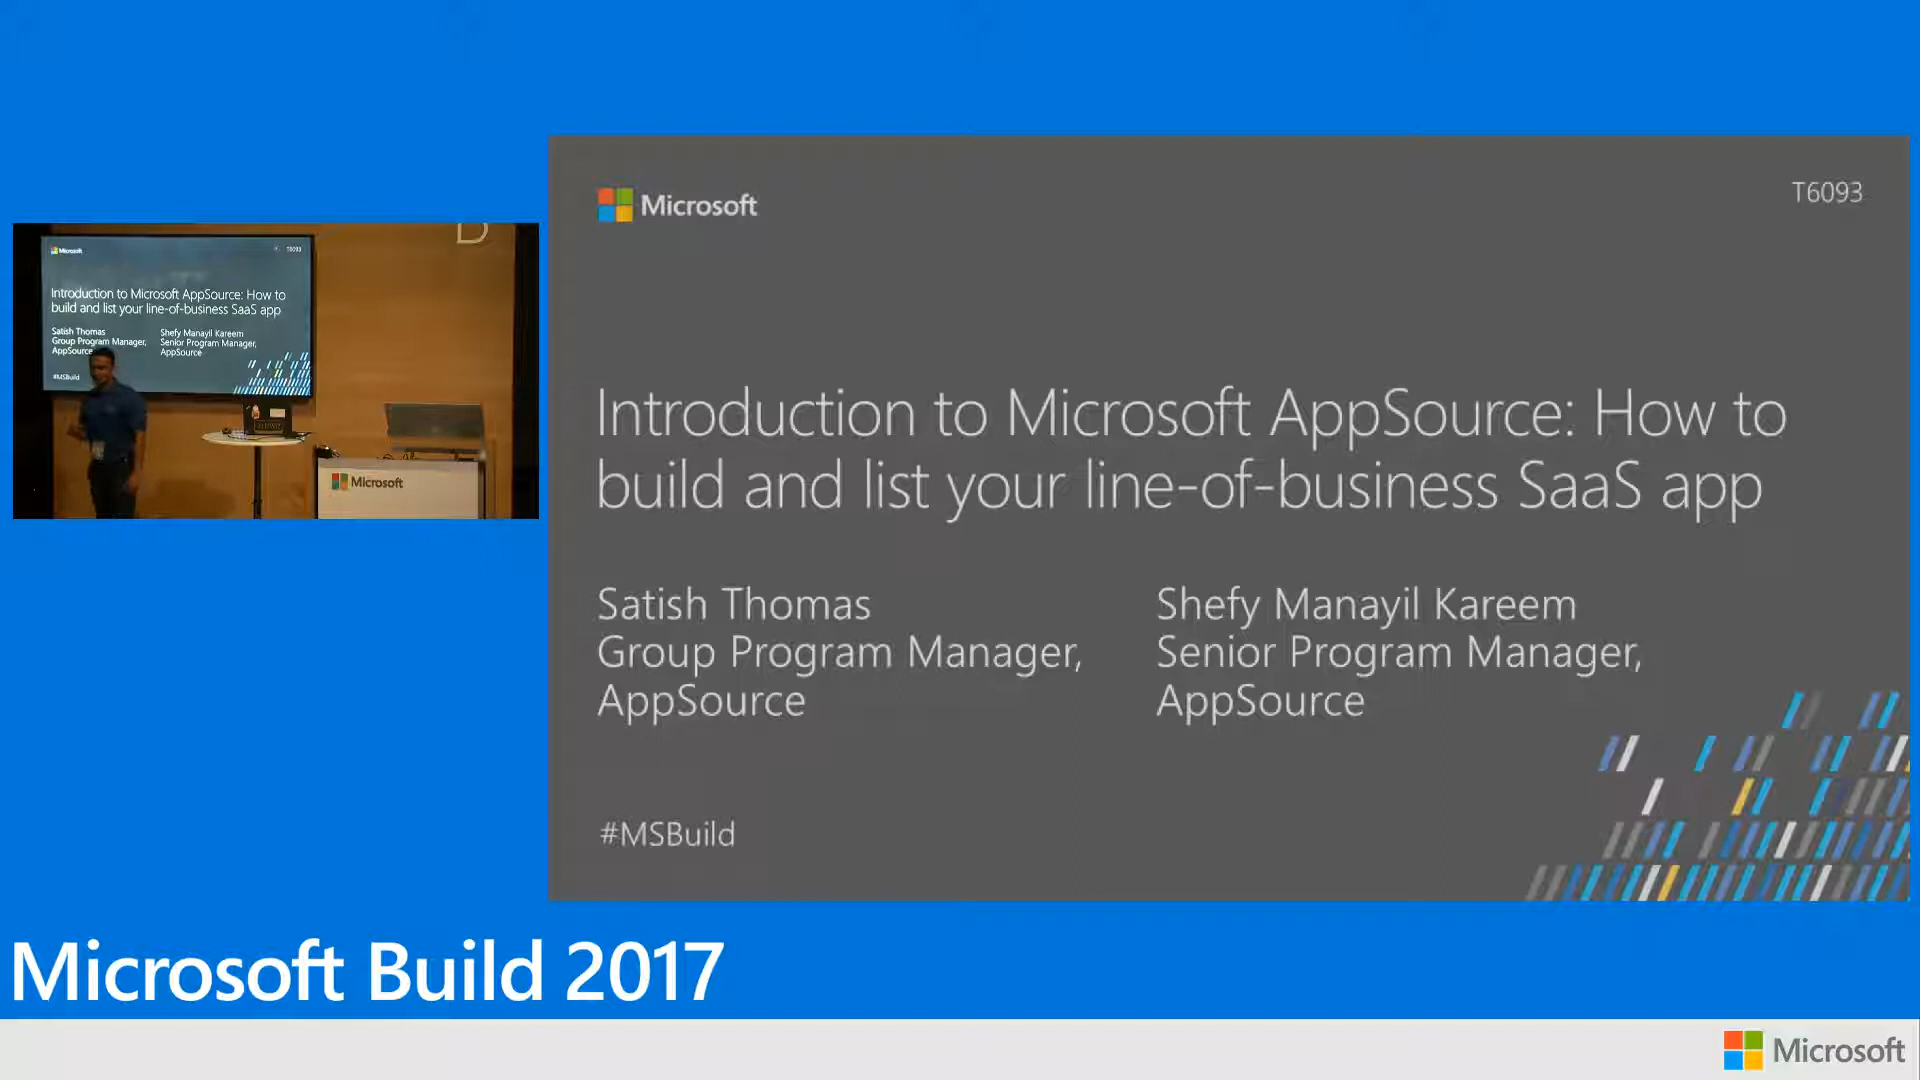 Microsoft
T6093
Introduction to Microsoft AppSource: How to
build and list your line-of-business SaaS app
Satish Thomas
Group Program Manager,
AppSource
Shefy Manayil Kareem
Senior Program Manager,
AppSource
#MSBuild
Microsoft
T6093
Introduction to Microsoft AppSource: How to
build and list your line-of-business SaaS app
Satish Thomas
Group Program Manager,
AppSource
Shefy Manayil Kareem
Senior Program Manager,
AppSource
#MSBuild
Microsoft
Microsoft Build 2017
Microsoft